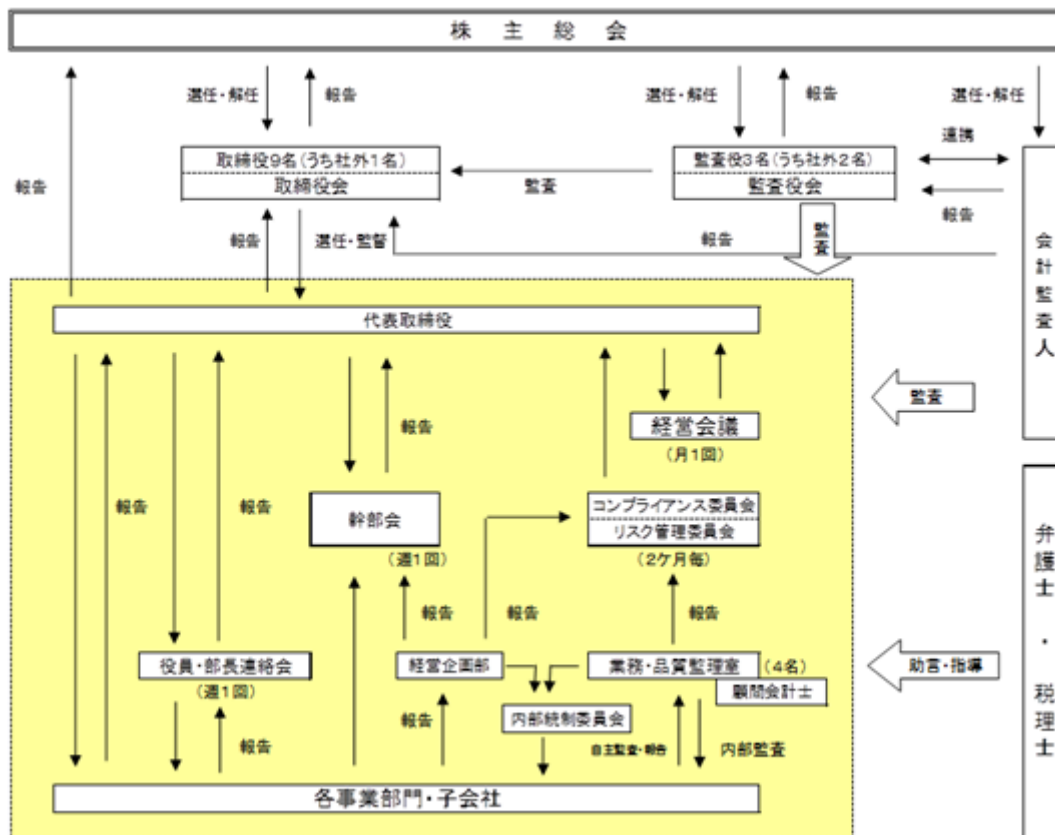 株主総会
選任・解任
報告
選任・解任
報告
選任・解任
連携
報告
取締役9名(うち社外1名)
取締役会
監査
監査役3名(うち社外2名)
監査役会
報告
報告
選任・監督
報告
監査
会計監査人
代表取締役
監査
報告
経営会議
(月1回)
報告
報告
幹部会
(週1回)
コンプライアンス委員会
リスク管理委員会
(2ケ月毎)
弁護士・税理士
報告
報告
報告
役員・部長連絡会
(週1回)
経営企画部
業務・品質監理室
(4名)
顧問会計士
助言・指導
内部統制委員会
報告
報告
自主監査・報告
内部監査
各事業部門・子会社